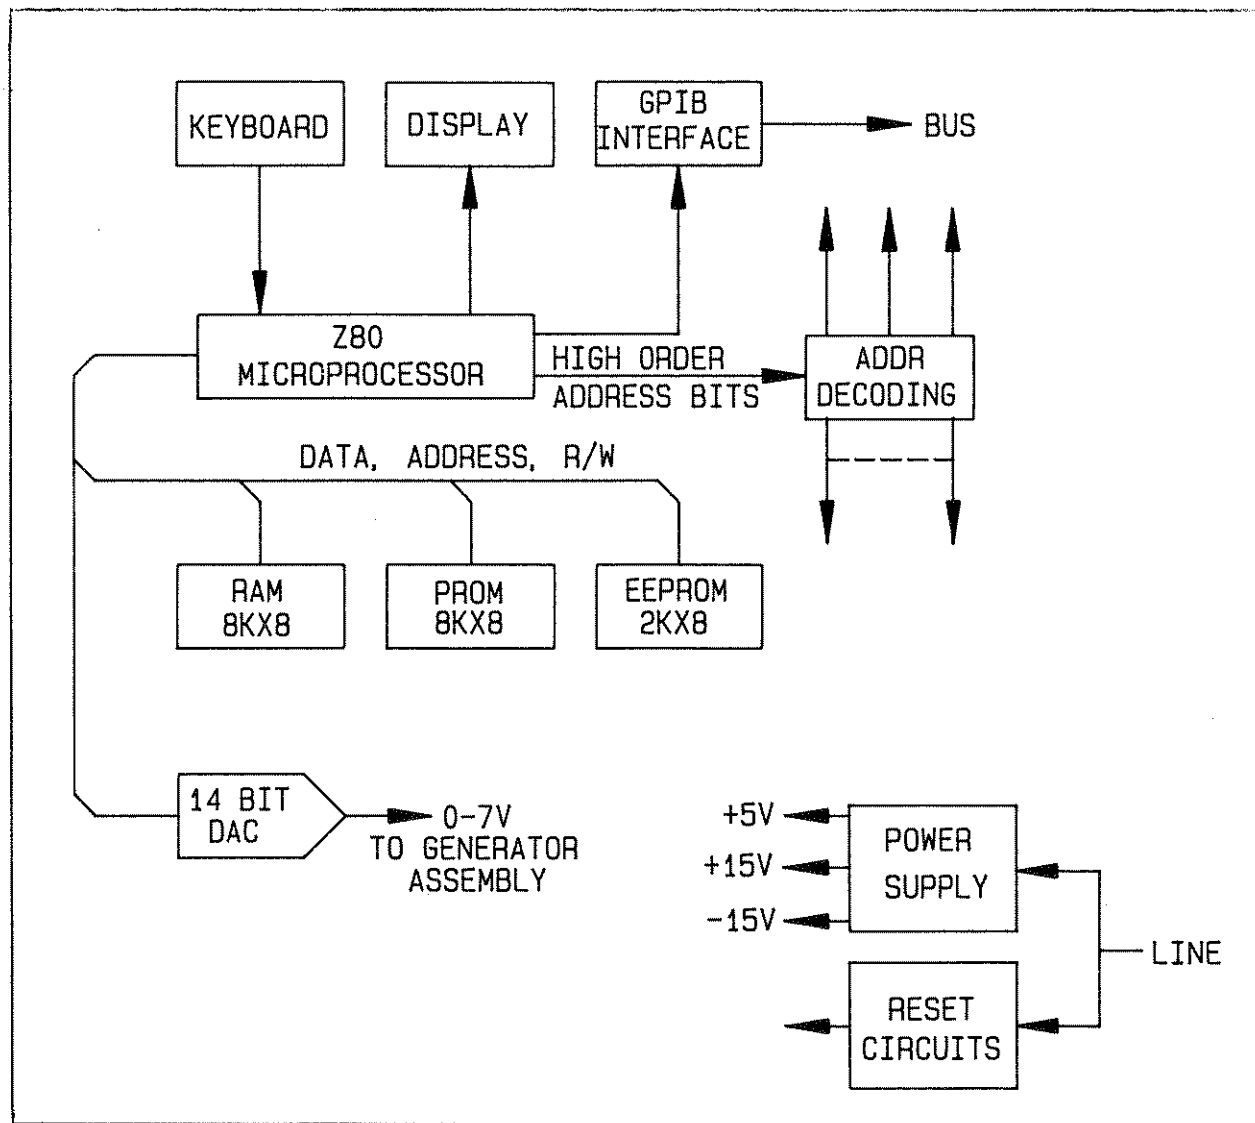 KEYBOARD
DISPLAY
GPIB
INTERFACE
BUS
Z80
MICROPROCESSOR
HIGH ORDER
ADDRESS BITS
ADDR
DECODING
DATA, ADDRESS, R/W
RAM
8KX8
PROM
8KX8
EEPROM
2KX8
14 BIT
DAC
0-7V
TO GENERATOR
ASSEMBLY
+5V
+15V
-15V
POWER
SUPPLY
LINE
RESET
CIRCUITS